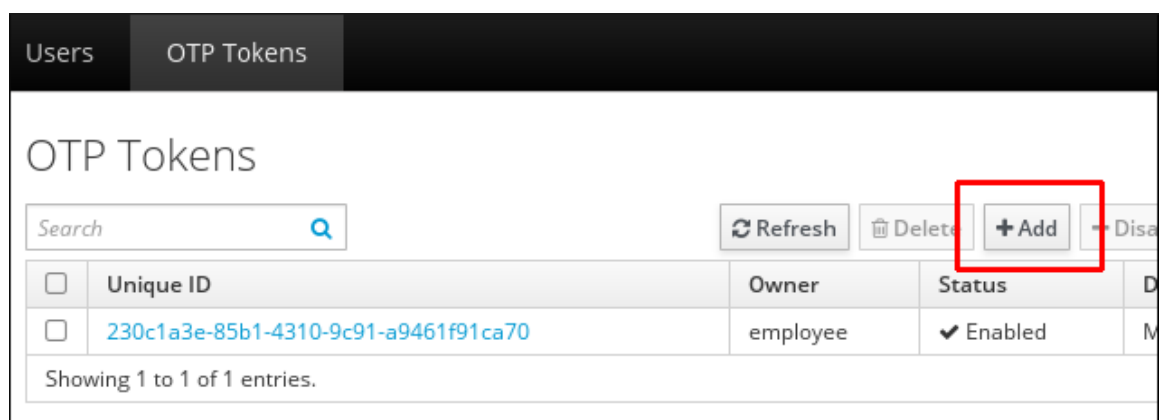 Users OTP Tokens
OTP Tokens
Search Refresh Delete Add Disa
Unique ID Owner Status D
230c1a3e-85b1-4310-9c91-a9461f91ca70 employee Enabled M
Showing 1 to 1 of 1 entries.